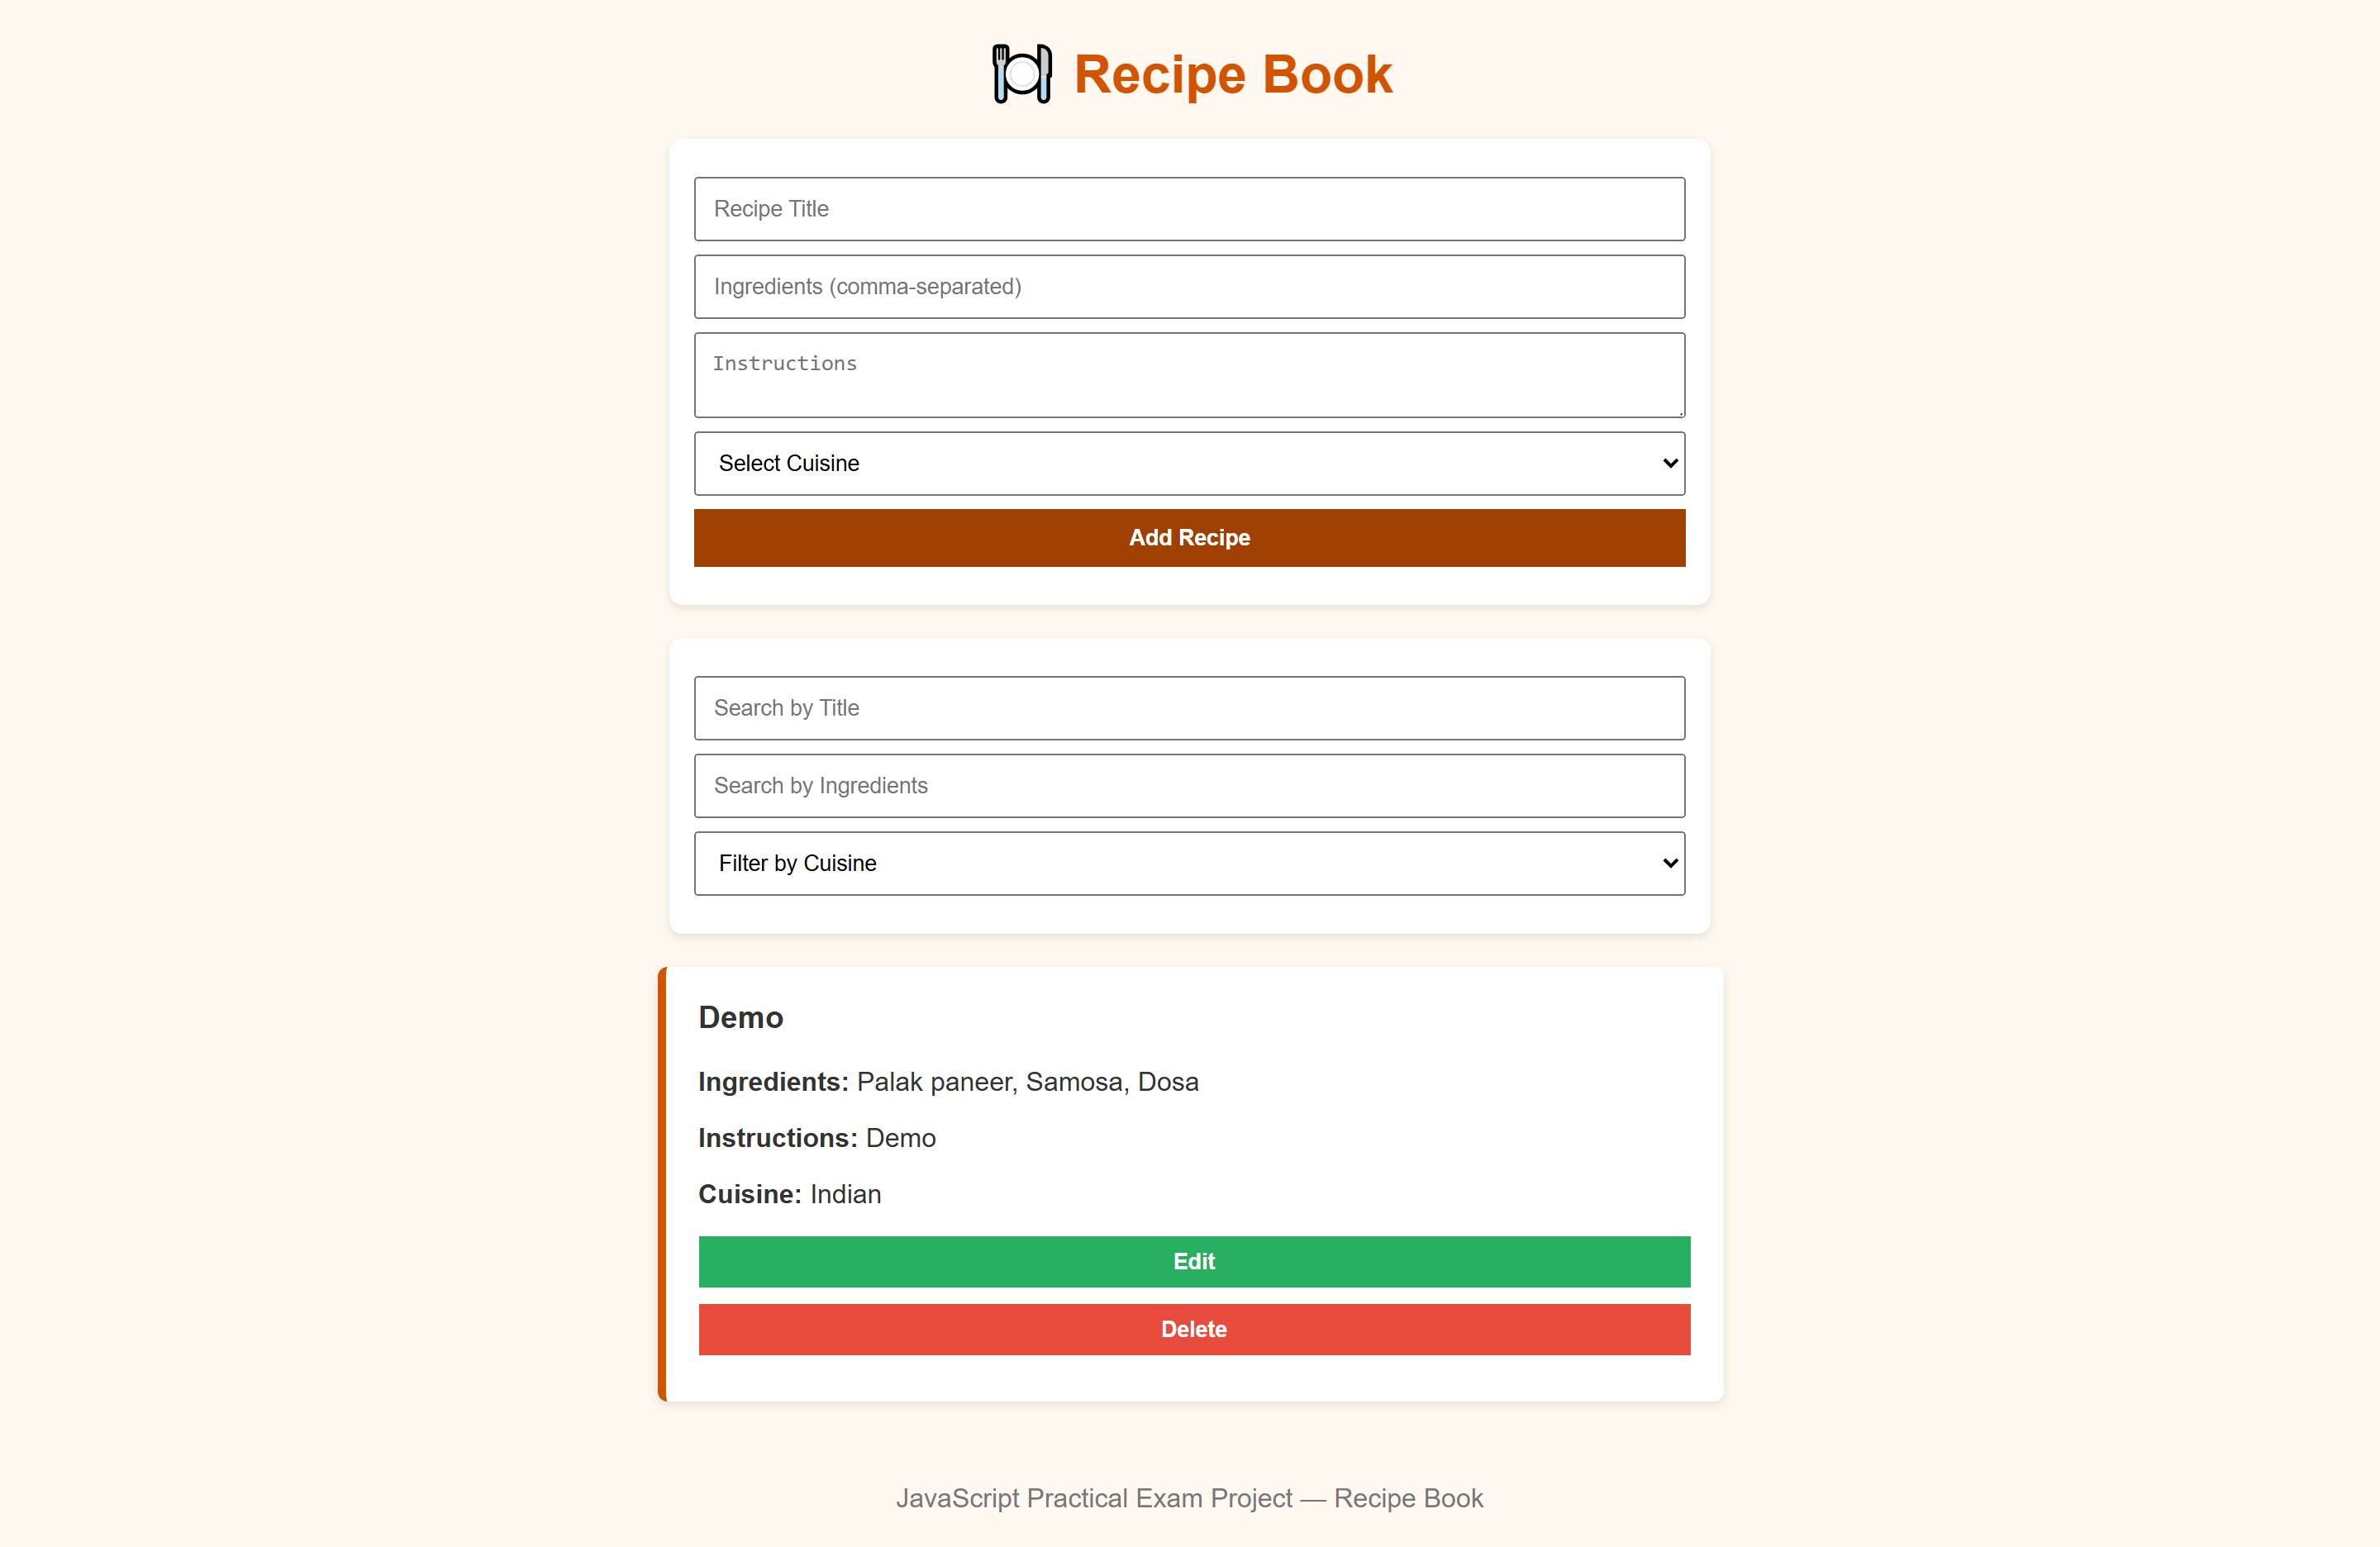 Recipe Book
Recipe Title
Ingredients (comma-separated)
Instructions
Select Cuisine
Add Recipe
Search by Title
Search by Ingredients
Filter by Cuisine
Demo
Ingredients: Palak paneer, Samosa, Dosa
Instructions: Demo
Cuisine: Indian
Edit
Delete
JavaScript Practical Exam Project — Recipe Book